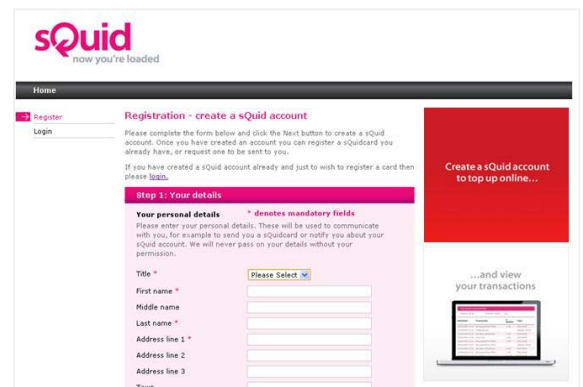 sQuid
now you're loaded
Home
Register
Login
Registration - create a sQuid account
Please complete the form below and click the Next button to create a sQuid
account. Once you have created an account you can register a sQuidcard you
already have, or request one to be sent to you.
If you have created a sQuid account already and just to wish to register a card then
please login.
Step 1: Your details
Your personal details * denotes mandatory fields
Please enter your personal details. These will be used to communicate
with you, for example to send you a sQuidcard or notify you about your
sQuid account. We will never pass on your details without your
permission.
Title * Please Select
First name *
Middle name
Last name *
Address line 1 *
Address line 2
Address line 3
Town
Create a sQuid account
to top up online...
...and view
your transactions